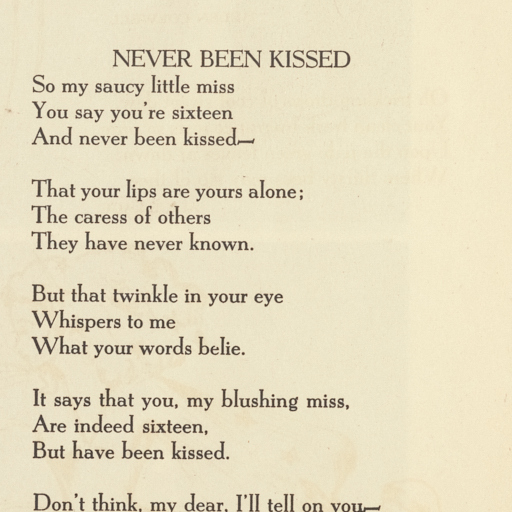 NEVER BEEN KISSED
So my saucy little miss
You say you're sixteen
And never been kissed—
That your lips are yours alone;
The caress of others
They have never known.
But that twinkle in your eye
Whispers to me
What your words belie.
It says that you, my blushing miss,
Are indeed sixteen,
But have been kissed.
Don't think, my dear, I'll tell on you—